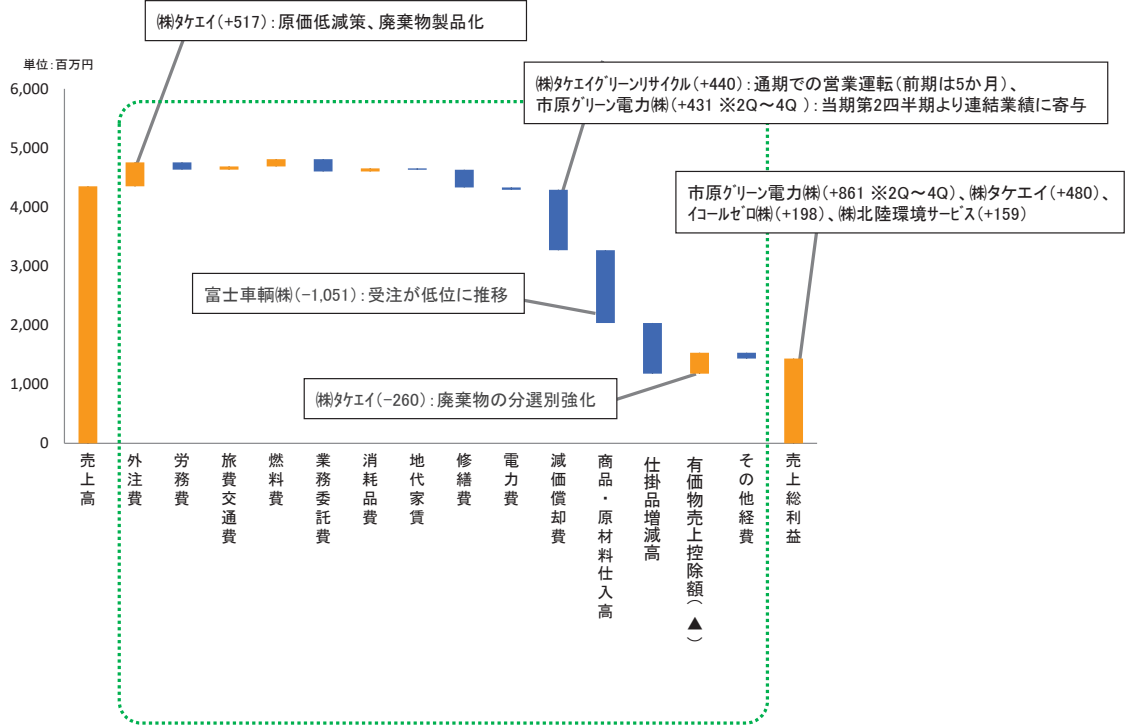 ㈱ﾀｹｴｲ(+517)：原価低減策、廃棄物製品化
単位：百万円
㈱ﾀｹｴｲｸﾞﾘｰﾝﾘｻｲｸﾙ(+440)：通期での営業運転(前期は5か月)、
市原ｸﾞﾘｰﾝ電力㈱(+431 ※2Q～4Q )：当期第2四半期より連結業績に寄与
市原ｸﾞﾘｰﾝ電力㈱(+861 ※2Q～4Q)、㈱ﾀｹｴｲ(+480)、
ｲｺｰﾙｾﾞﾛ㈱(+198)、㈱北陸環境ｻｰﾋﾞｽ(+159)
富士車輌㈱(-1,051)：受注が低位に推移
㈱ﾀｹｴｲ(-260)：廃棄物の分選別強化
6,000
5,000
4,000
3,000
2,000
1,000
0
売上高
外注費
労務費
旅費交通費
燃料費
業務委託費
消耗品費
地代家賃
修繕費
電力費
減価償却費
商品・原材料仕入高
仕掛品増減高
有価物売上控除額(▲)
その他経費
売上総利益